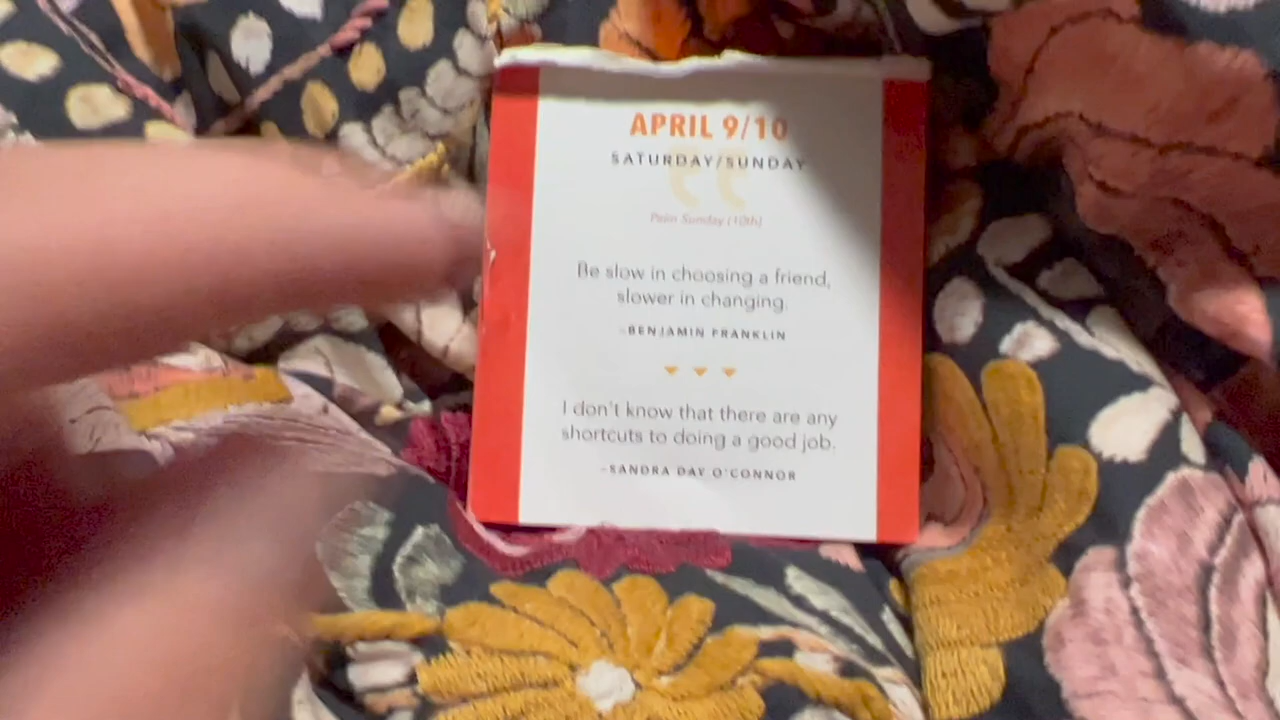 APRIL 9/10
SATURDAY/SUNDAY
Palm Sunday (10th)
Be slow in choosing a friend,
slower in changing.
–BENJAMIN FRANKLIN
I don't know that there are any
shortcuts to doing a good job.
–SANDRA DAY O'CONNOR